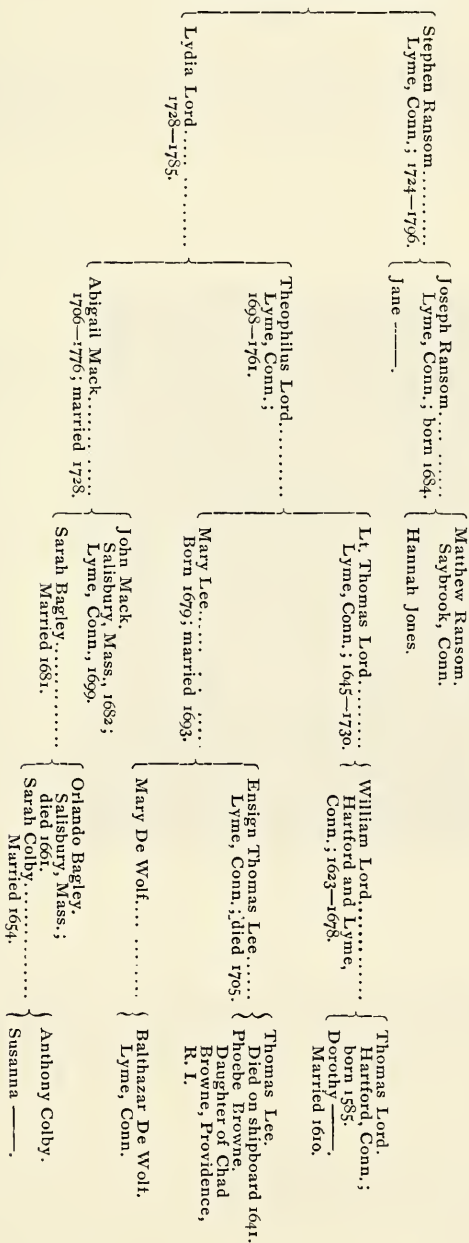 Stephen Ransom..........
Lyme, Conn.; 1724—1796.
Lydia Lord..... ..........
1728—1785.
Joseph Ransom.... ......
Lyme, Conn.; born 1684.
Jane ——.
Theophilus Lord..........
Lyme, Conn.;
1698—1761.
Abigail Mack....... .....
1706—1776; married 1728.
Matthew Ransom.
Saybrook, Conn.
Hannah Jones.
Lt. Thomas Lord.........
Lyme, Conn.; 1645—1730.
Mary Lee...... . . .....
Born 1679; married 1693.
John Mack.
Salisbury, Mass., 1682;
Lyme, Conn., 1699.
Sarah Bagley..............
Married 1681.
William Lord............
Hartford and Lyme,
Conn.; 1623—1678.
Ensign Thomas Lee......
Lyme, Conn.; died 1705.
Mary De Wolf.... .......
Orlando Bagley.
Salisbury, Mass.;
died 1661.
Sarah Colby..............
Married 1654.
Thomas Lord.
Hartford, Conn.;
born 1585.
Dorothy ——.
Married 1610.
Thomas Lee.
Died on shipboard 1641.
Phoebe Browne.
Daughter of Chad
Browne, Providence,
R. I.
Balthazar De Wolf.
Lyme, Conn.
Anthony Colby.
Susanna ——.